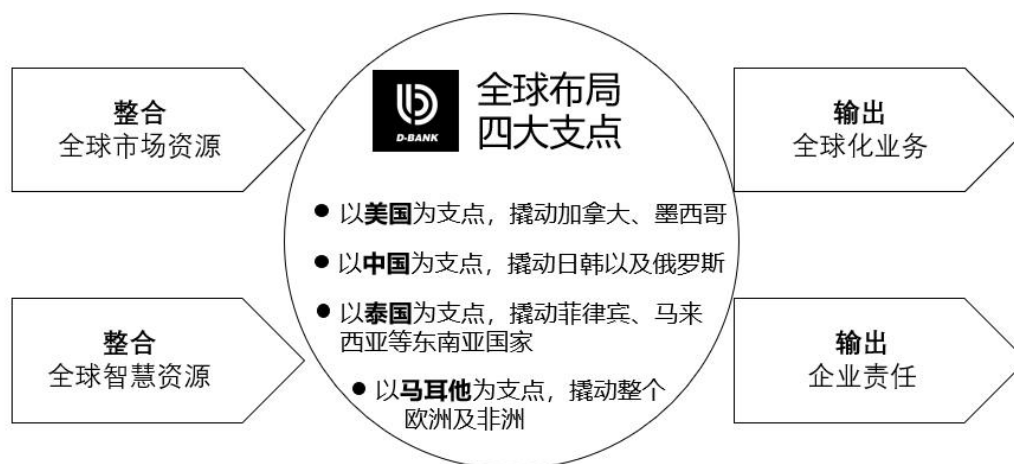 整合
全球市场资源
整合
全球智慧资源
D-BANK
全球布局
四大支点
● 以美国为支点，撬动加拿大、墨西哥
● 以中国为支点，撬动日韩以及俄罗斯
● 以泰国为支点，撬动菲律宾、马来
西亚等东南亚国家
● 以马耳他为支点，撬动整个
欧洲及非洲
输出
全球化业务
输出
企业责任